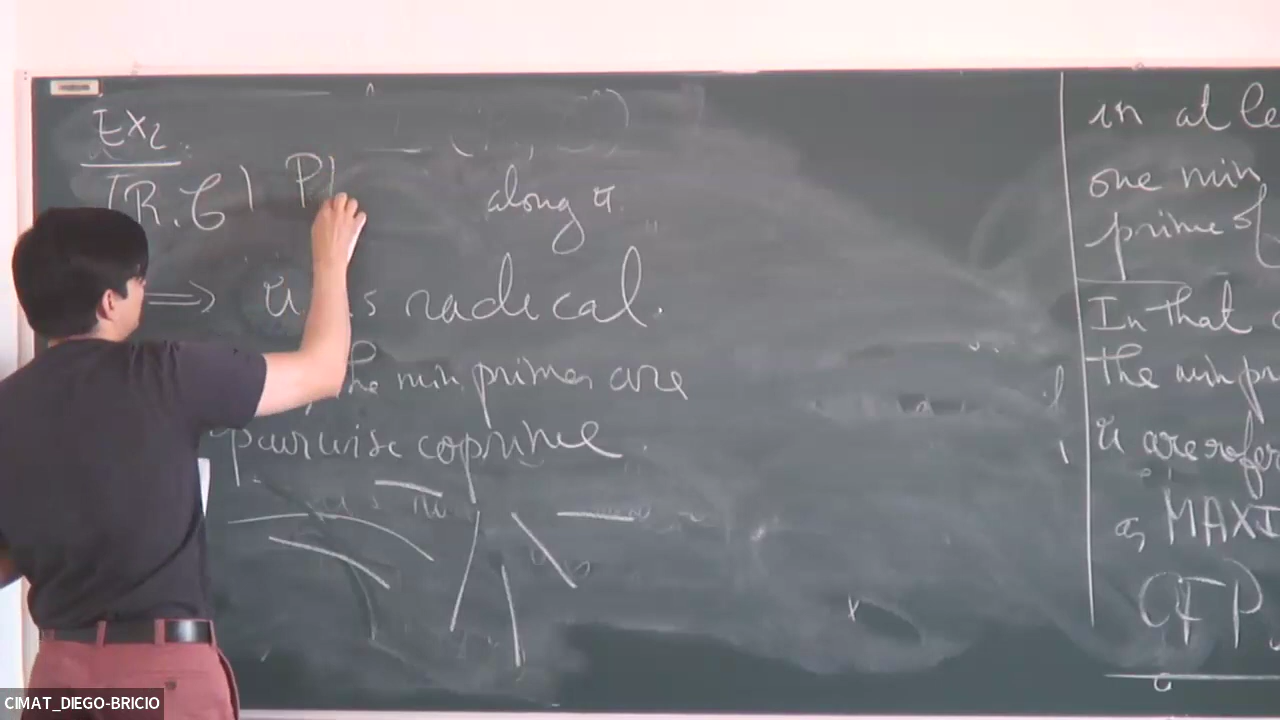 Ex2.
(R, C) P along a
⟹ a is radical.
the min primes are
pairwise coprime.
in at le
one min
prime of
In that c
the min pr
a are refer
as MAXI
CFP
CIMAT_DIEGO-BRICIO